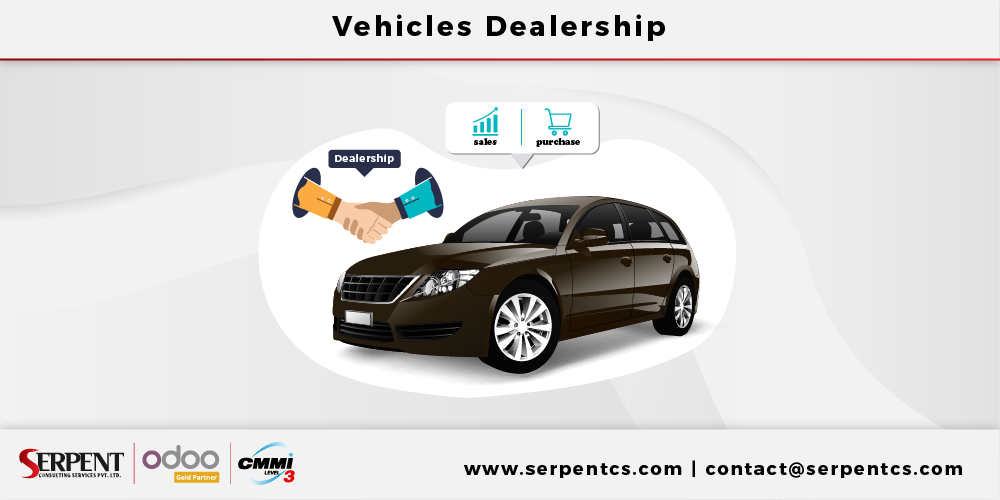 Vehicles Dealership
sales
purchase
Dealership
SERPENT
CONSULTING SERVICES PVT. LTD.
odoo
Gold Partner
CMMI
LEVEL 3
www.serpentcs.com | contact@serpentcs.com